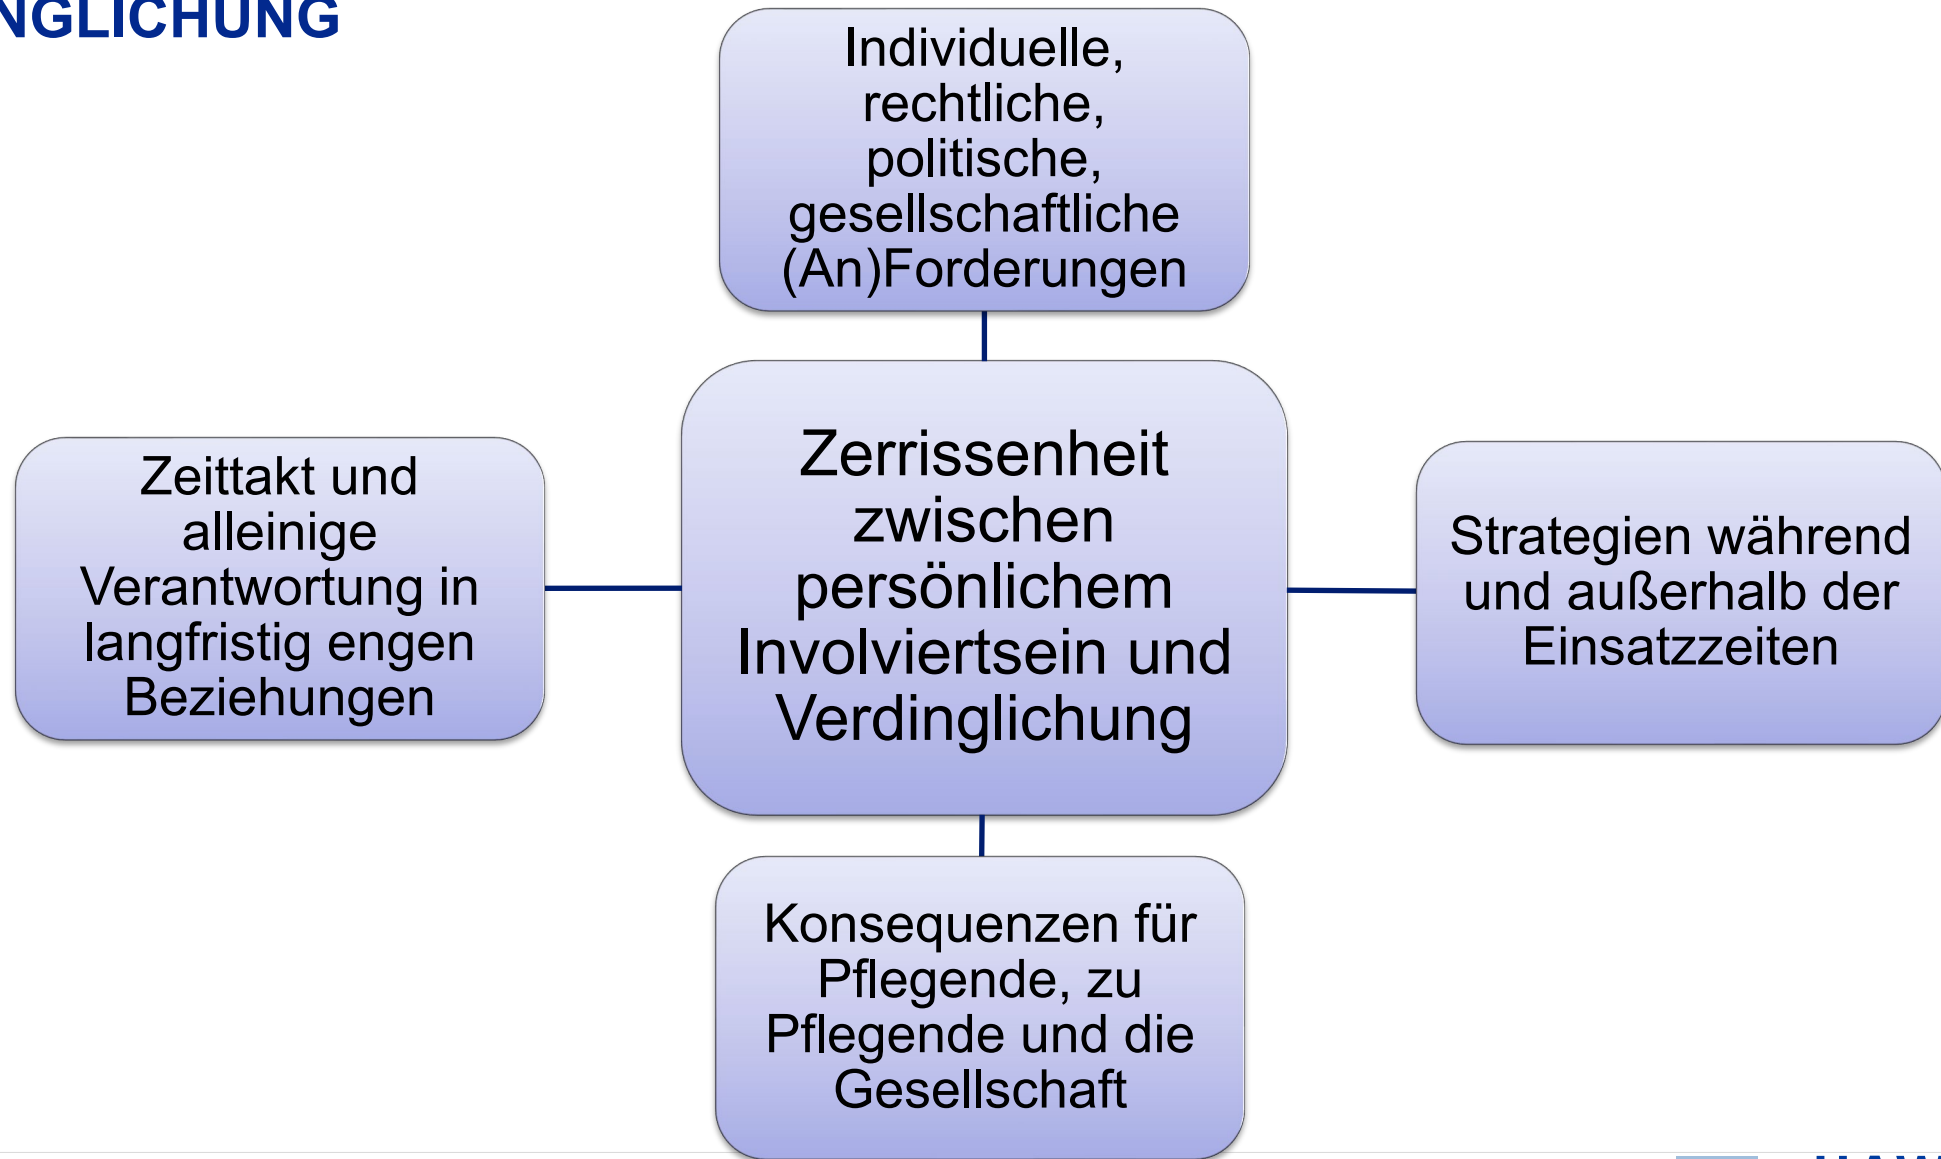 NGLICHUNG
Individuelle,
rechtliche,
politische,
gesellschaftliche
(An)Forderungen
Zeittakt und
alleinige
Verantwortung in
langfristig engen
Beziehungen
Zerrissenheit
zwischen
persönlichem
Involviertsein und
Verdinglichung
Strategien während
und außerhalb der
Einsatzzeiten
Konsequenzen für
Pflegende, zu
Pflegende und die
Gesellschaft